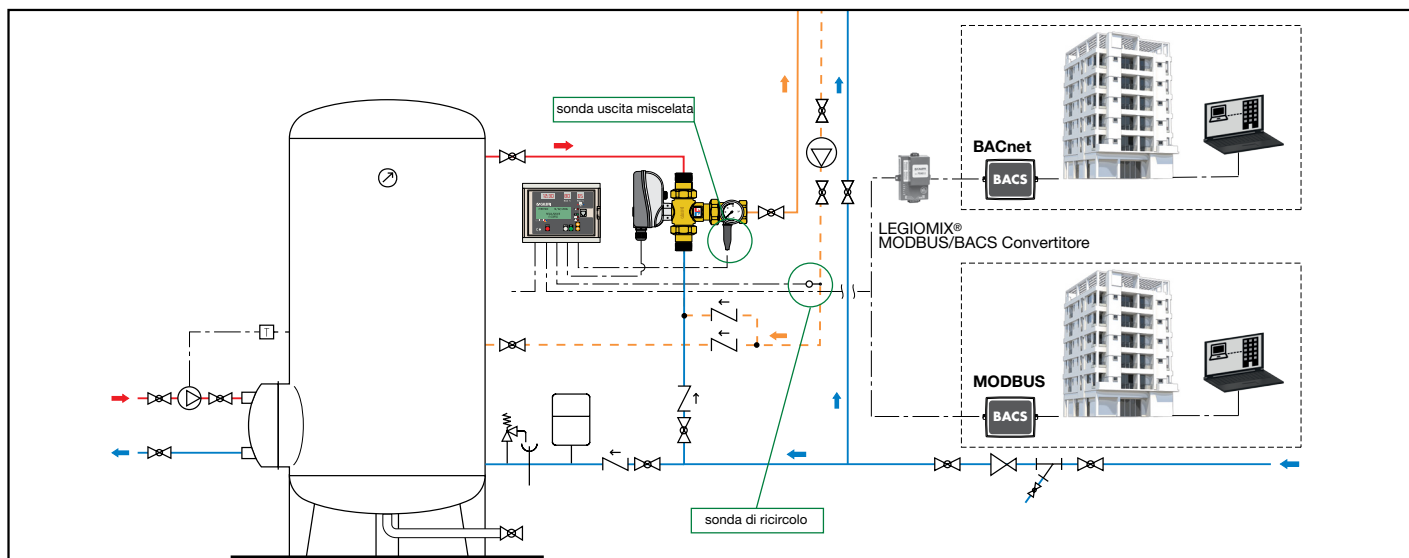 sonda uscita miscelata
BACnet
BACS
LEGIOMIX®
MODBUS/BACS Convertitore
T
MODBUS
BACS
sonda di ricircolo